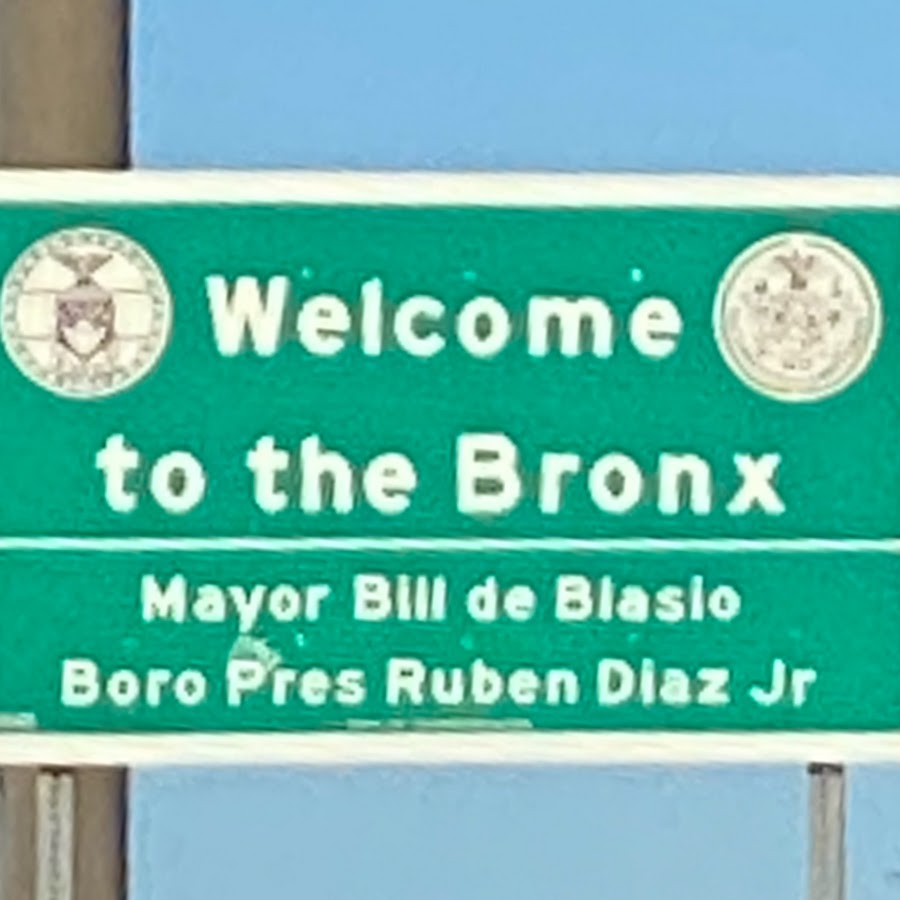 Welcome
to the Bronx
Mayor Bill de Blasio
Boro Pres Ruben Diaz Jr